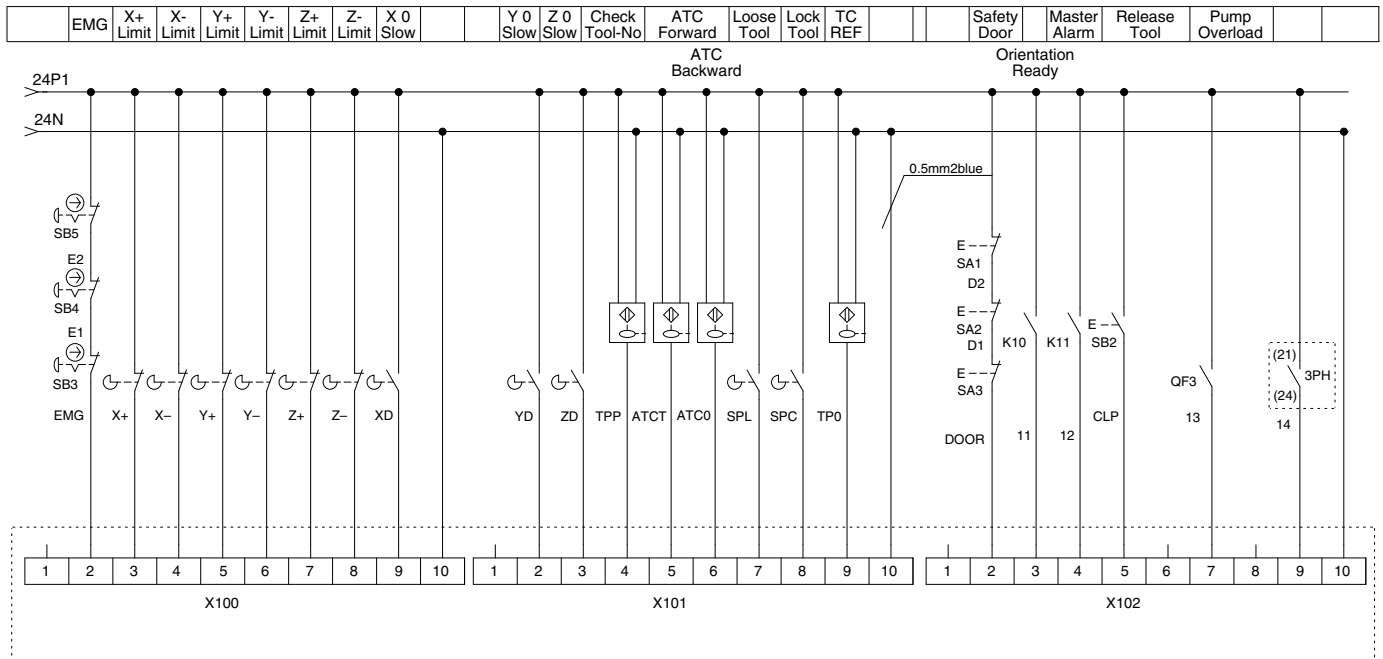 EMG X+ Limit X- Limit Y+ Limit Y- Limit Z+ Limit Z- Limit X 0 Slow Y 0 Slow Z 0 Slow Check Tool-No ATC Forward Loose Tool Lock Tool TC REF Safety Door Master Alarm Release Tool Pump Overload
ATC Backward Orientation Ready
24P1
24N
0.5mm2blue
SB5
E
SA1
E2
D2
SB4
E
SA2
E1
D1
K10 K11 E SB2
(21)
3PH
SB3
E
SA3
QF3
(24)
EMG X+ X– Y+ Y– Z+ Z– XD YD ZD TPP ATCT ATC0 SPL SPC TP0 CLP 13
14
DOOR 11 12
1 2 3 4 5 6 7 8 9 10 1 2 3 4 5 6 7 8 9 10 1 2 3 4 5 6 7 8 9 10
X100 X101 X102